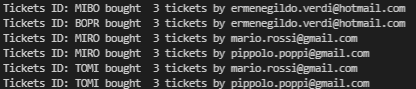 Tickets ID: MIBO bought  3 tickets by ermenegildo.verdi@hotmail.com
Tickets ID: BOPR bought  3 tickets by ermenegildo.verdi@hotmail.com
Tickets ID: MIRO bought  3 tickets by mario.rossi@gmail.com
Tickets ID: MIRO bought  3 tickets by pippolo.poppi@gmail.com
Tickets ID: TOMI bought  3 tickets by mario.rossi@gmail.com
Tickets ID: TOMI bought  3 tickets by pippolo.poppi@gmail.com